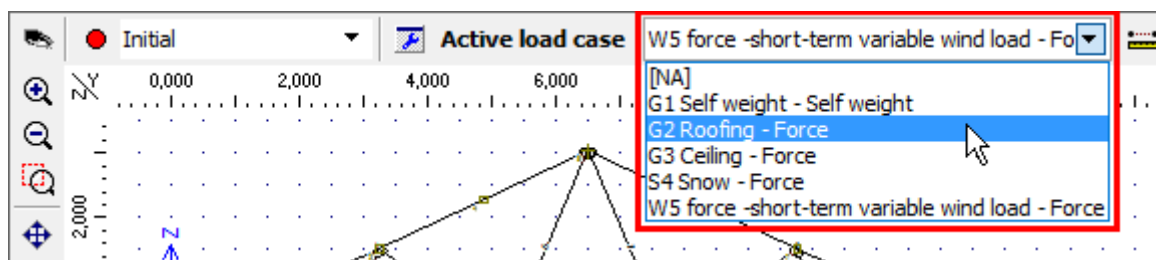 Initial
Active load case
W5 force -short-term variable wind load - Fo
[NA]
G1 Self weight - Self weight
G2 Roofing - Force
G3 Ceiling - Force
S4 Snow - Force
W5 force -short-term variable wind load - Force
Z Y
0,000 2,000 4,000 6,000
2,000
Z